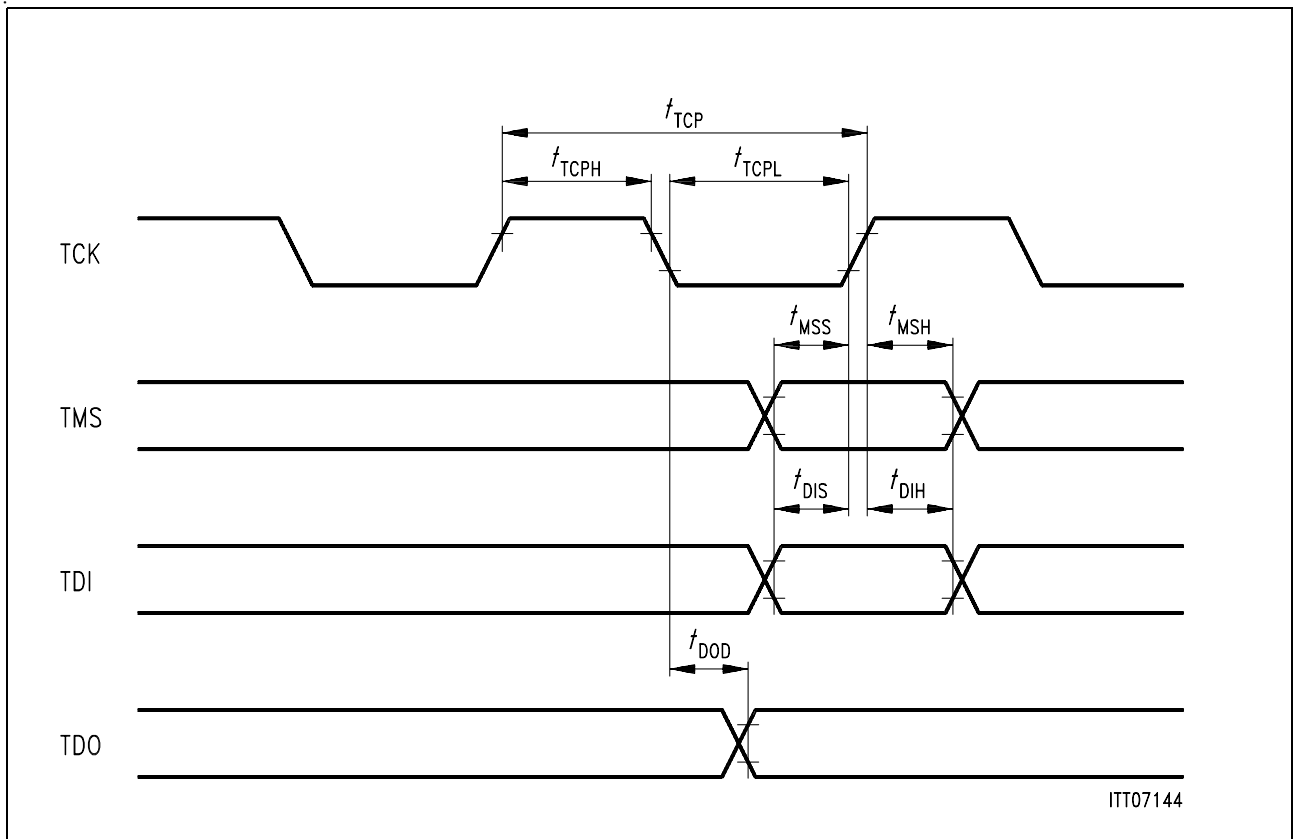 tTCP
tTCPH
tTCPL
TCK
tMSS
tMSH
TMS
tDIS
tDIH
TDI
tDOD
TDO
ITT07144